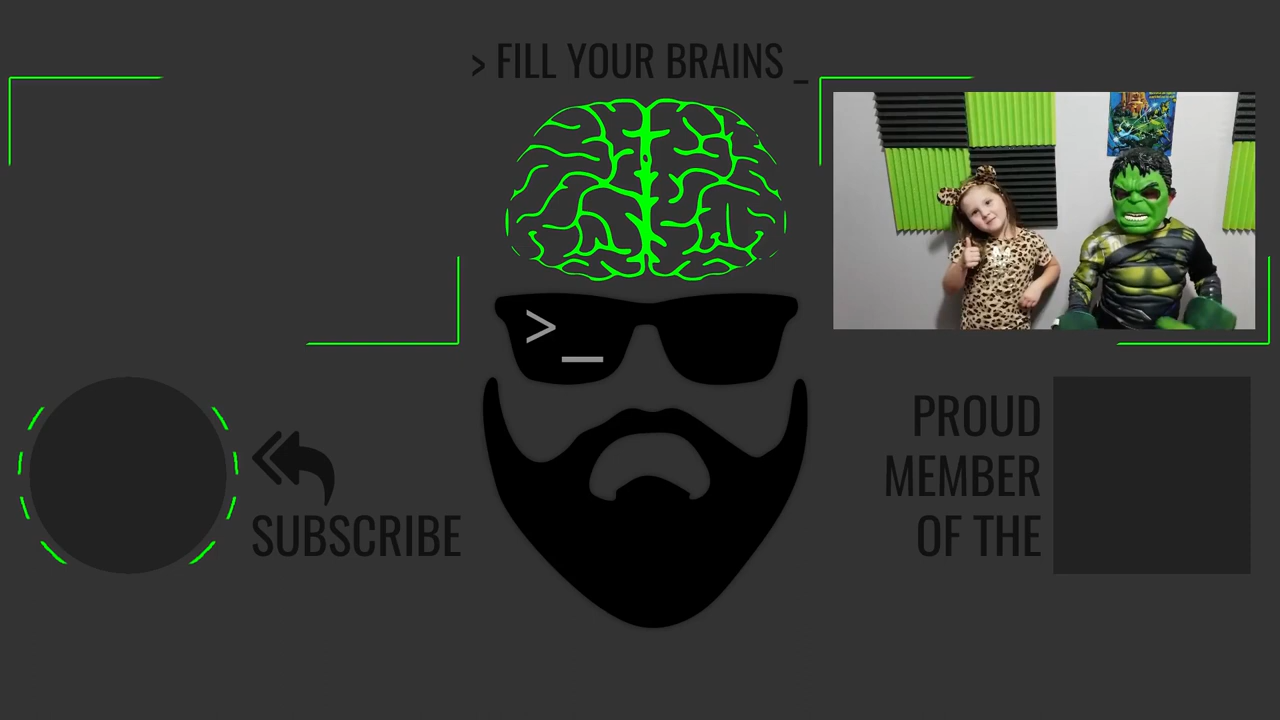 > FILL YOUR BRAINS _
>_
SUBSCRIBE
PROUD
MEMBER
OF THE